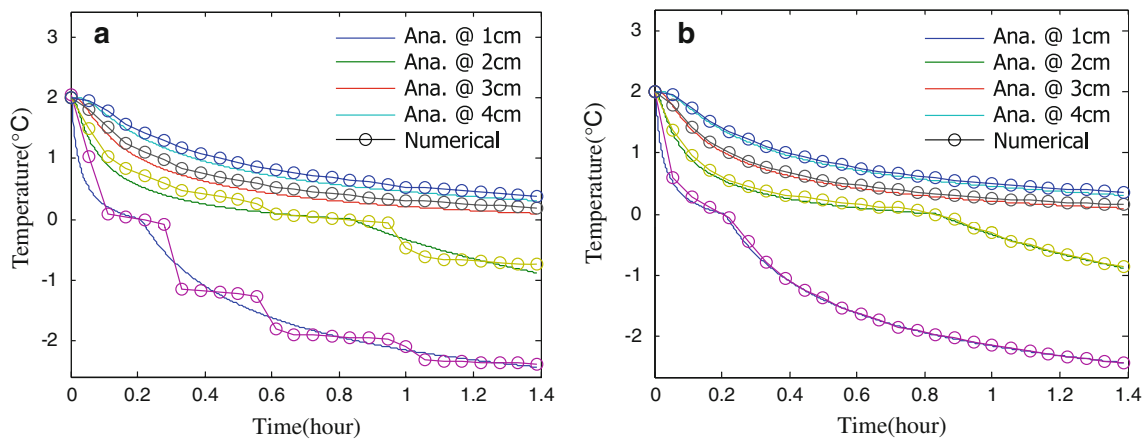 a
Ana. @ 1cm
Ana. @ 2cm
Ana. @ 3cm
Ana. @ 4cm
Numerical
Temperature(°C)
3
2
1
0
-1
-2
0
0.2
0.4
0.6
0.8
1
1.2
1.4
Time(hour)
b
Ana. @ 1cm
Ana. @ 2cm
Ana. @ 3cm
Ana. @ 4cm
Numerical
Temperature(°C)
3
2
1
0
-1
-2
0
0.2
0.4
0.6
0.8
1
1.2
1.4
Time(hour)